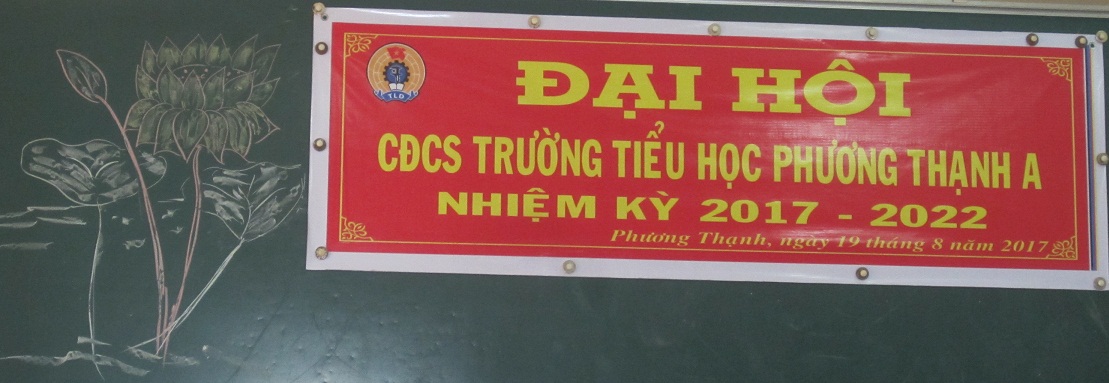 TLĐ
ĐẠI HỘI
CĐCS TRƯỜNG TIỂU HỌC PHƯƠNG THẠNH A
NHIỆM KỲ 2017 - 2022
Phương Thạnh, ngày 19 tháng 8 năm 2017